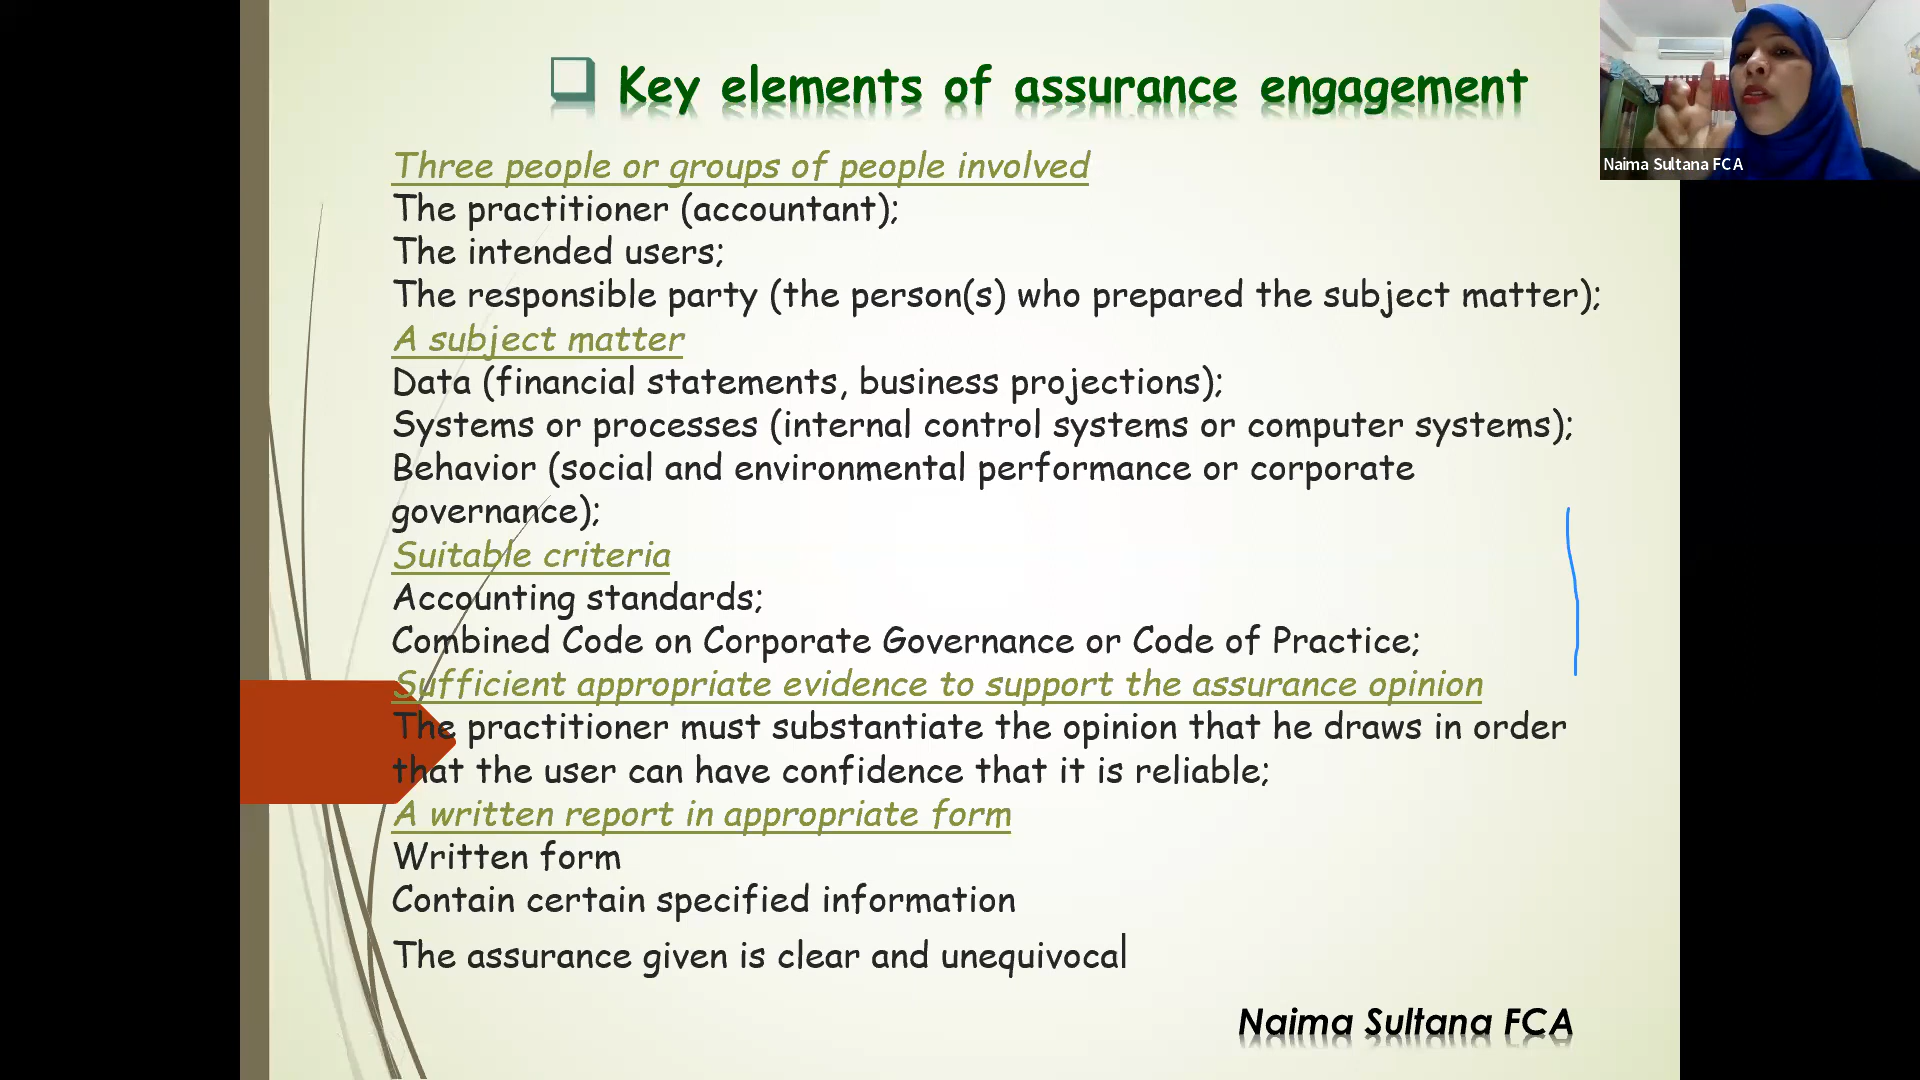 Key elements of assurance engagement
Naima Sultana FCA
Three people or groups of people involved
The practitioner (accountant);
The intended users;
The responsible party (the person(s) who prepared the subject matter);
A subject matter
Data (financial statements, business projections);
Systems or processes (internal control systems or computer systems);
Behavior (social and environmental performance or corporate
governance);
Suitable criteria
Accounting standards;
Combined Code on Corporate Governance or Code of Practice;
Sufficient appropriate evidence to support the assurance opinion
The practitioner must substantiate the opinion that he draws in order
that the user can have confidence that it is reliable;
A written report in appropriate form
Written form
Contain certain specified information
The assurance given is clear and unequivocal
Naima Sultana FCA